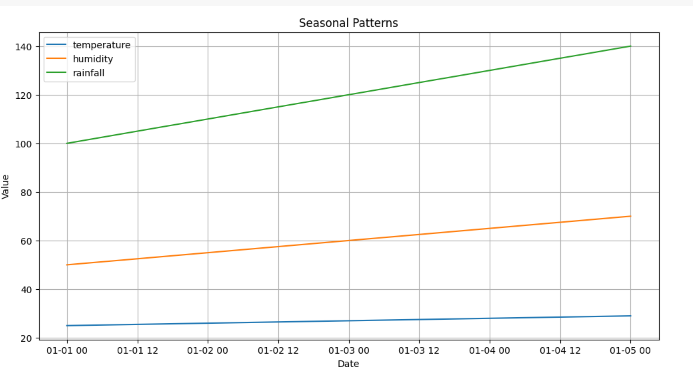 Seasonal Patterns
temperature
humidity
rainfall
140
120
100
80
60
40
20
Value
01-01 00
01-01 12
01-02 00
01-02 12
01-03 00
01-03 12
01-04 00
01-04 12
01-05 00
Date